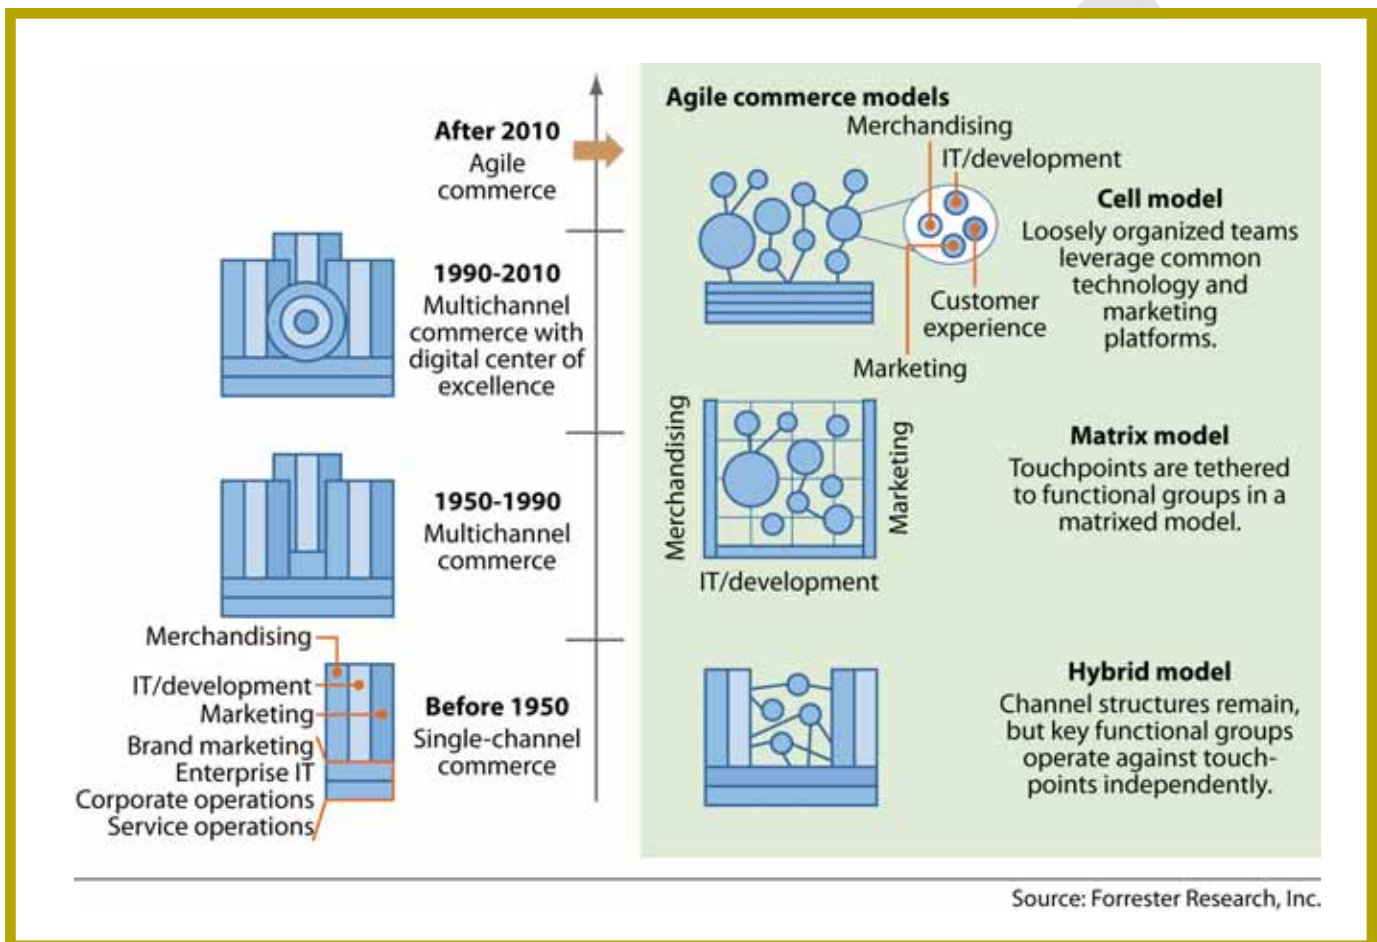 After 2010
Agile
commerce
1990-2010
Multichannel
commerce with
digital center of
excellence
1950-1990
Multichannel
commerce
Before 1950
Single-channel
commerce
Merchandising
IT/development
Marketing
Brand marketing
Enterprise IT
Corporate operations
Service operations
Agile commerce models
Merchandising
IT/development
Customer
experience
Marketing
Cell model
Loosely organized teams
leverage common
technology and
marketing
platforms.
Merchandising
Marketing
IT/development
Matrix model
Touchpoints are tethered
to functional groups in a
matrixed model.
Hybrid model
Channel structures remain,
but key functional groups
operate against touch-
points independently.
Source: Forrester Research, Inc.